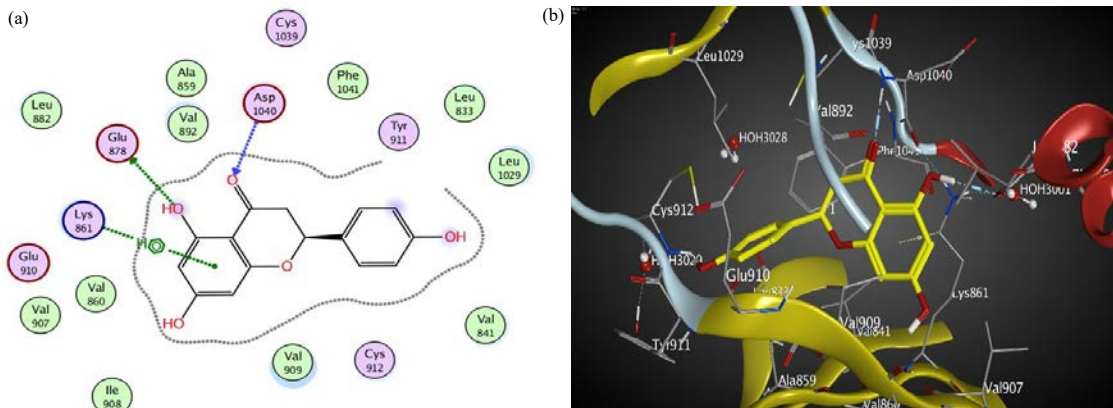 (a)
Cys
1039
Ala
859
Phe
1041
Leu
882
Val
892
Asp
1040
Leu
833
Glu
878
Tyr
911
O
Leu
1029
HO
Lys
861
H
OH
Glu
910
O
Val
860
Val
907
HO
Val
841
Val
909
Cys
912
Ile
908
(b)
Leu1029
ys1039
Asp1040
Val892
HOH3028
HOH3001
Cys912
1
Glu910
Lys861
Val909
Val841
Tyr911
Ala859
Val907